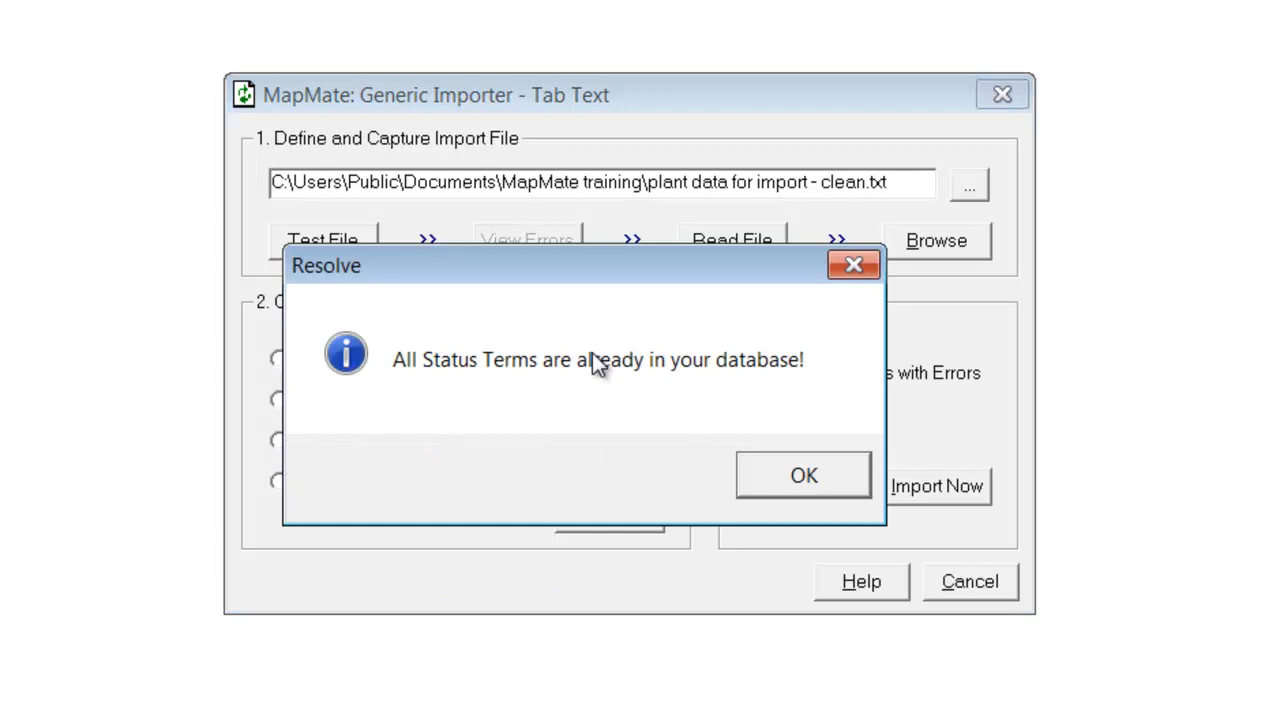 MapMate: Generic Importer - Tab Text
1. Define and Capture Import File
C:\Users\Public\Documents\MapMate training\plant data for import - clean.txt
...
Test File >> View Errors >> Read File >> Browse
Resolve
2.
All Status Terms are already in your database!
s with Errors
OK
Import Now
Help
Cancel